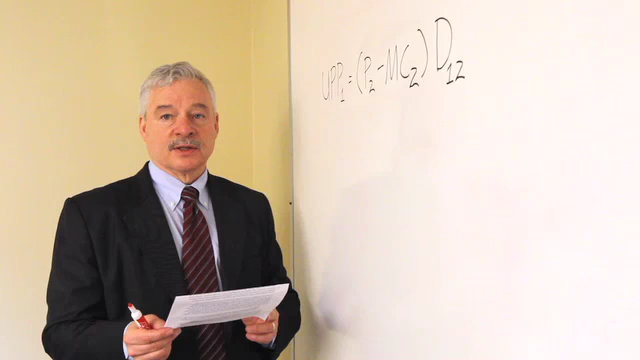 UPP₁ = (P₂ - MC₂) D₁₂